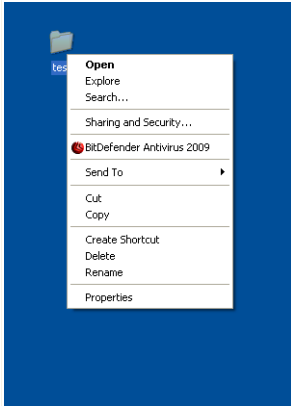 Open
tes
Explore
Search...
Sharing and Security...
BitDefender Antivirus 2009
Send To
Cut
Copy
Create Shortcut
Delete
Rename
Properties